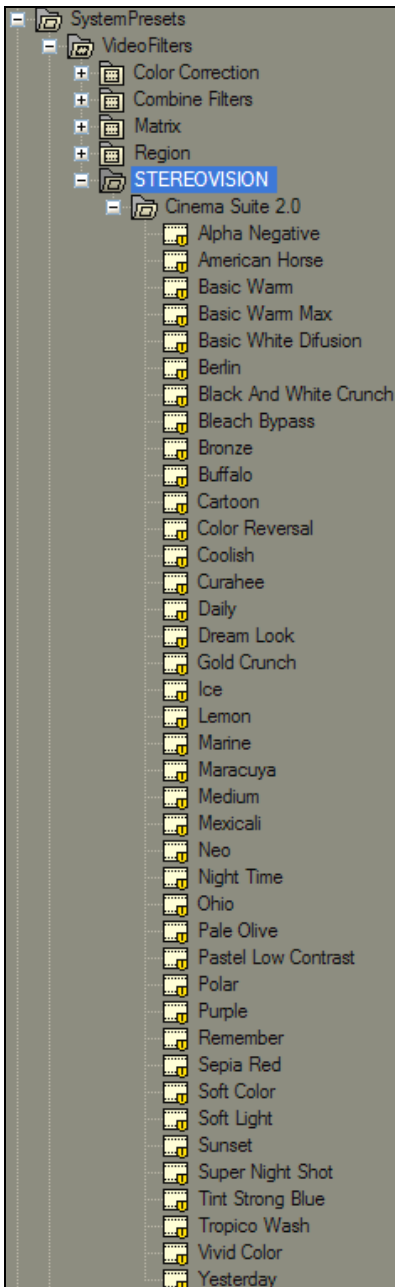 SystemPresets
VideoFilters
Color Correction
Combine Filters
Matrix
Region
STEREOVISION
Cinema Suite 2.0
Alpha Negative
American Horse
Basic Warm
Basic Warm Max
Basic White Difusion
Berlin
Black And White Crunch
Bleach Bypass
Bronze
Buffalo
Cartoon
Color Reversal
Coolish
Curahee
Daily
Dream Look
Gold Crunch
Ice
Lemon
Marine
Maracuya
Medium
Mexicali
Neo
Night Time
Ohio
Pale Olive
Pastel Low Contrast
Polar
Purple
Remember
Sepia Red
Soft Color
Soft Light
Sunset
Super Night Shot
Tint Strong Blue
Tropico Wash
Vivid Color
Yesterday